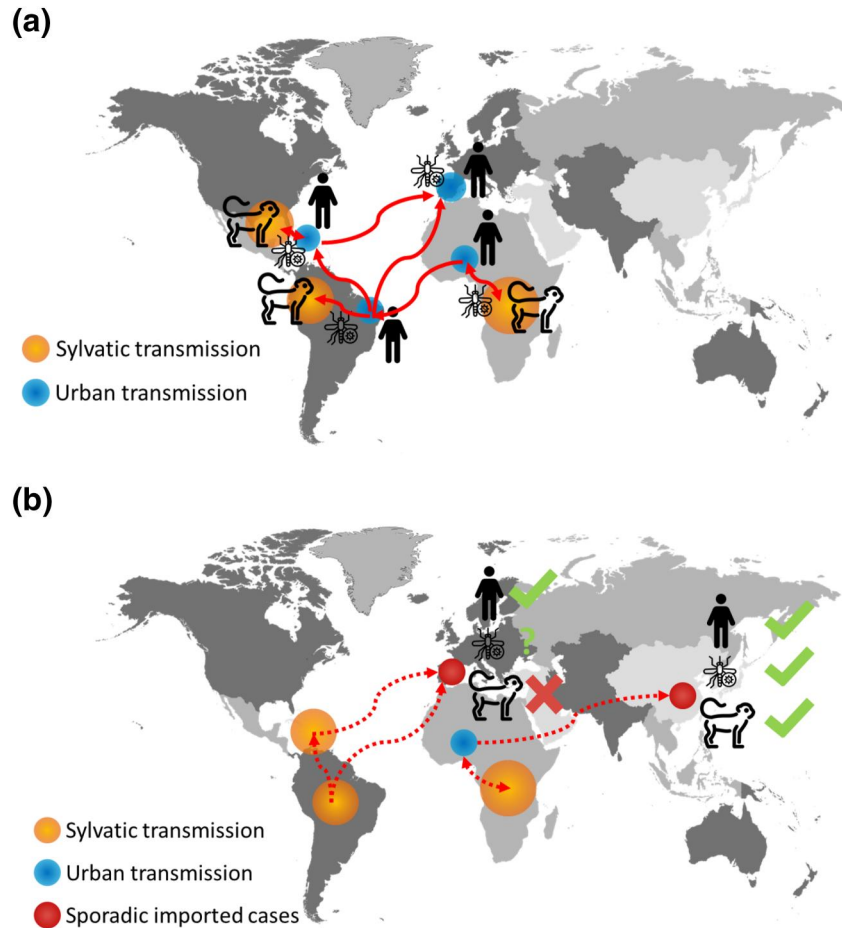 (a)
Sylvatic transmission
Urban transmission
(b)
?
Sylvatic transmission
Urban transmission
Sporadic imported cases